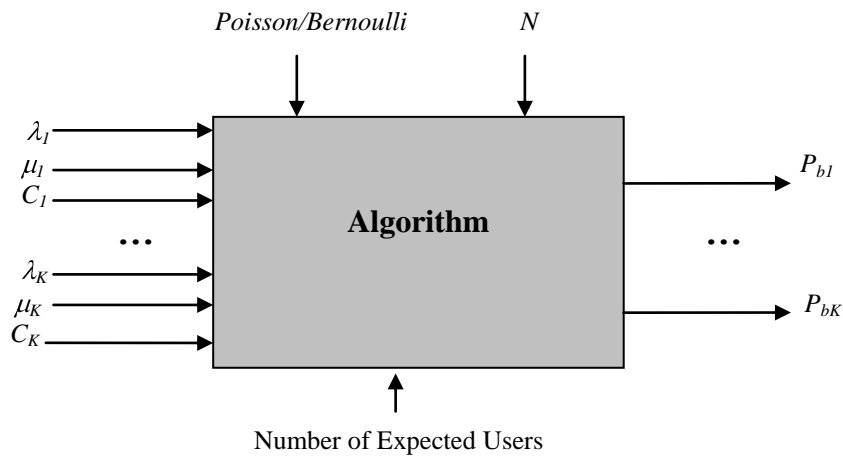 Poisson/Bernoulli
N
λ1
μ1
C1
...
λK
μK
CK
Algorithm
Pb1
...
PbK
Number of Expected Users